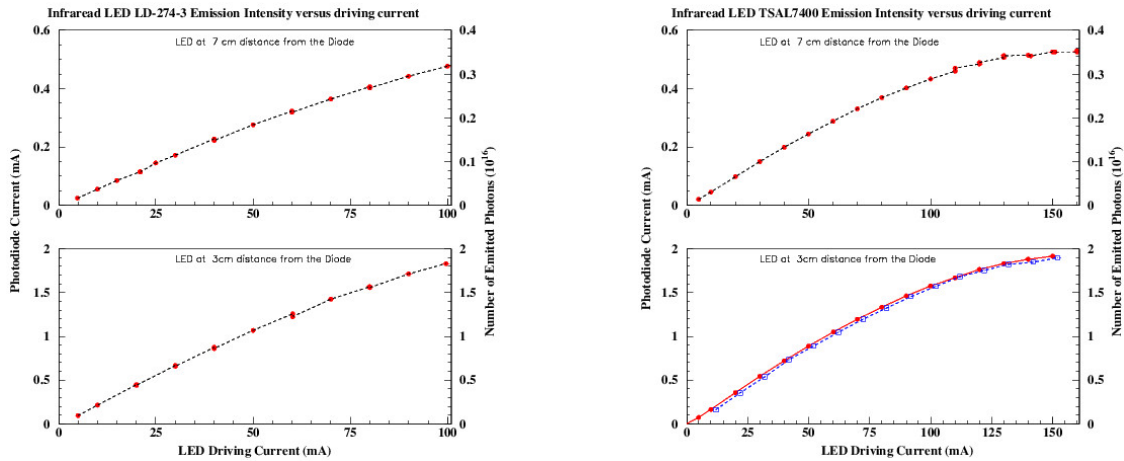 Infraread LED LD-274-3 Emission Intensity versus driving current
LED at 7 cm distance from the Diode
0.6
0.4
0.2
0
0.4
0.3
0.2
0.1
0
0 25 50 75 100
LED at 3cm distance from the Diode
2
1.5
1
0.5
0
2
1.5
1
0.5
0
0 25 50 75 100
LED Driving Current (mA)
Photodiode Current (mA)
Number of Emitted Photons (10^16)
Infraread LED TSAL7400 Emission Intensity versus driving current
LED at 7 cm distance from the Diode
0.6
0.4
0.2
0
0.4
0.3
0.2
0.1
0
0 50 100 150
LED at 3cm distance from the Diode
2
1.5
1
0.5
0
2
1.5
1
0.5
0
0 25 50 75 100 125 150
LED Driving Current (mA)
Photodiode Current (mA)
Number of Emitted Photons (10^16)